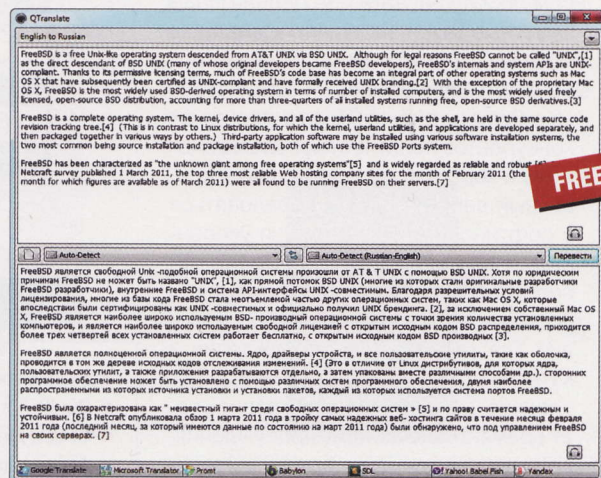 QTranslate
English to Russian
FreeBSD is a free Unix-like operating system descended from AT&T UNIX via BSD UNIX. Although for legal reasons FreeBSD cannot be called "UNIX",[1]
as the direct descendant of BSD UNIX (many of whose original developers became FreeBSD developers), FreeBSD's internals and system APIs are UNIX-
compliant. Thanks to its permissive licensing terms, much of FreeBSD's code base has become an integral part of other operating systems such as Mac
OS X that have subsequently been certified as UNIX-compliant and have formally received UNIX branding.[2] With the exception of the proprietary Mac
OS X, FreeBSD is the most widely used BSD-derived operating system in terms of number of installed computers, and is the most widely used freely
licensed, open-source BSD distribution, accounting for more than three-quarters of all installed systems running free, open-source BSD derivatives.[3]
FreeBSD is a complete operating system. The kernel, device drivers, and all of the userland utilities, such as the shell, are held in the same source code
revision tracking tree.[4] (This is in contrast to Linux distributions, for which the kernel, userland utilities, and applications are developed separately, and
then packaged together in various ways by others.) Third-party application software may be installed using various software installation systems, the
two most common being source installation and package installation, both of which use the FreeBSD Ports system.
FreeBSD has been characterized as "the unknown giant among free operating systems"[5] and is widely regarded as reliable and robust.
Netcraft survey published 1 March 2011, the top three most reliable Web hosting company sites for the month of February 2011 (the
month for which figures are available as of March 2011) were all found to be running FreeBSD on their servers.[7]
FREE
Auto-Detect Auto-Detect (Russian-English) Перевести
FreeBSD является свободной Unix -подобной операционной системы произошли от AT & T UNIX с помощью BSD UNIX. Хотя по юридическим
причинам FreeBSD не может быть названо "UNIX", [1], как прямой потомок BSD UNIX (многие из которых стали оригинальные разработчики
FreeBSD разработчики), внутренние FreeBSD и система API-интерфейсы UNIX -совместимым. Благодаря разрешительных условий
лицензирования, многие из базы кода FreeBSD стала неотъемлемой частью других операционных систем, таких как Mac OS X, которые
впоследствии были сертифицированы как UNIX -совместимых и официально получил UNIX брендинга. [2], за исключением собственный Mac OS
X, FreeBSD является наиболее широко используемым BSD- производный операционной системы с точки зрения количества установленных
компьютеров, и является наиболее широко используемым свободной лицензией с открытым исходным кодом BSD распределения, приходится
более трех четвертей всех установленных систем работает бесплатно, с открытым исходным кодом BSD производных [3].
FreeBSD является полноценной операционной системы. Ядро, драйверы устройств, и все пользовательские утилиты, такие как оболочка,
проводится в том же дереве исходных кодов отслеживания изменений. [4] (Это в отличие от Linux дистрибутивов, для которых ядра,
пользовательских утилит, а также приложения разрабатываются отдельно, а затем упакованы вместе различными способами др.). сторонних
программное обеспечение может быть установлено с помощью различных систем программного обеспечения, двумя наиболее
распространенными из которых источника установки и установки пакетов, каждый из которых используется система портов FreeBSD.
FreeBSD была охарактеризована как " неизвестный гигант среди свободных операционных систем » [5] и по праву считается надежным и
устойчивым. [6] В Netcraft опубликовала обзор 1 марта 2011 года в тройку самых надежных веб- хостинга сайтов в течение месяца февраля
2011 года (последний месяц, за который имеются данные по состоянию на март 2011 года) были обнаружено, что под управлением FreeBSD
на своих серверах. [7]
Google Translate Microsoft Translator Promt Babylon SDL Yahoo! Babel Fish Yandex